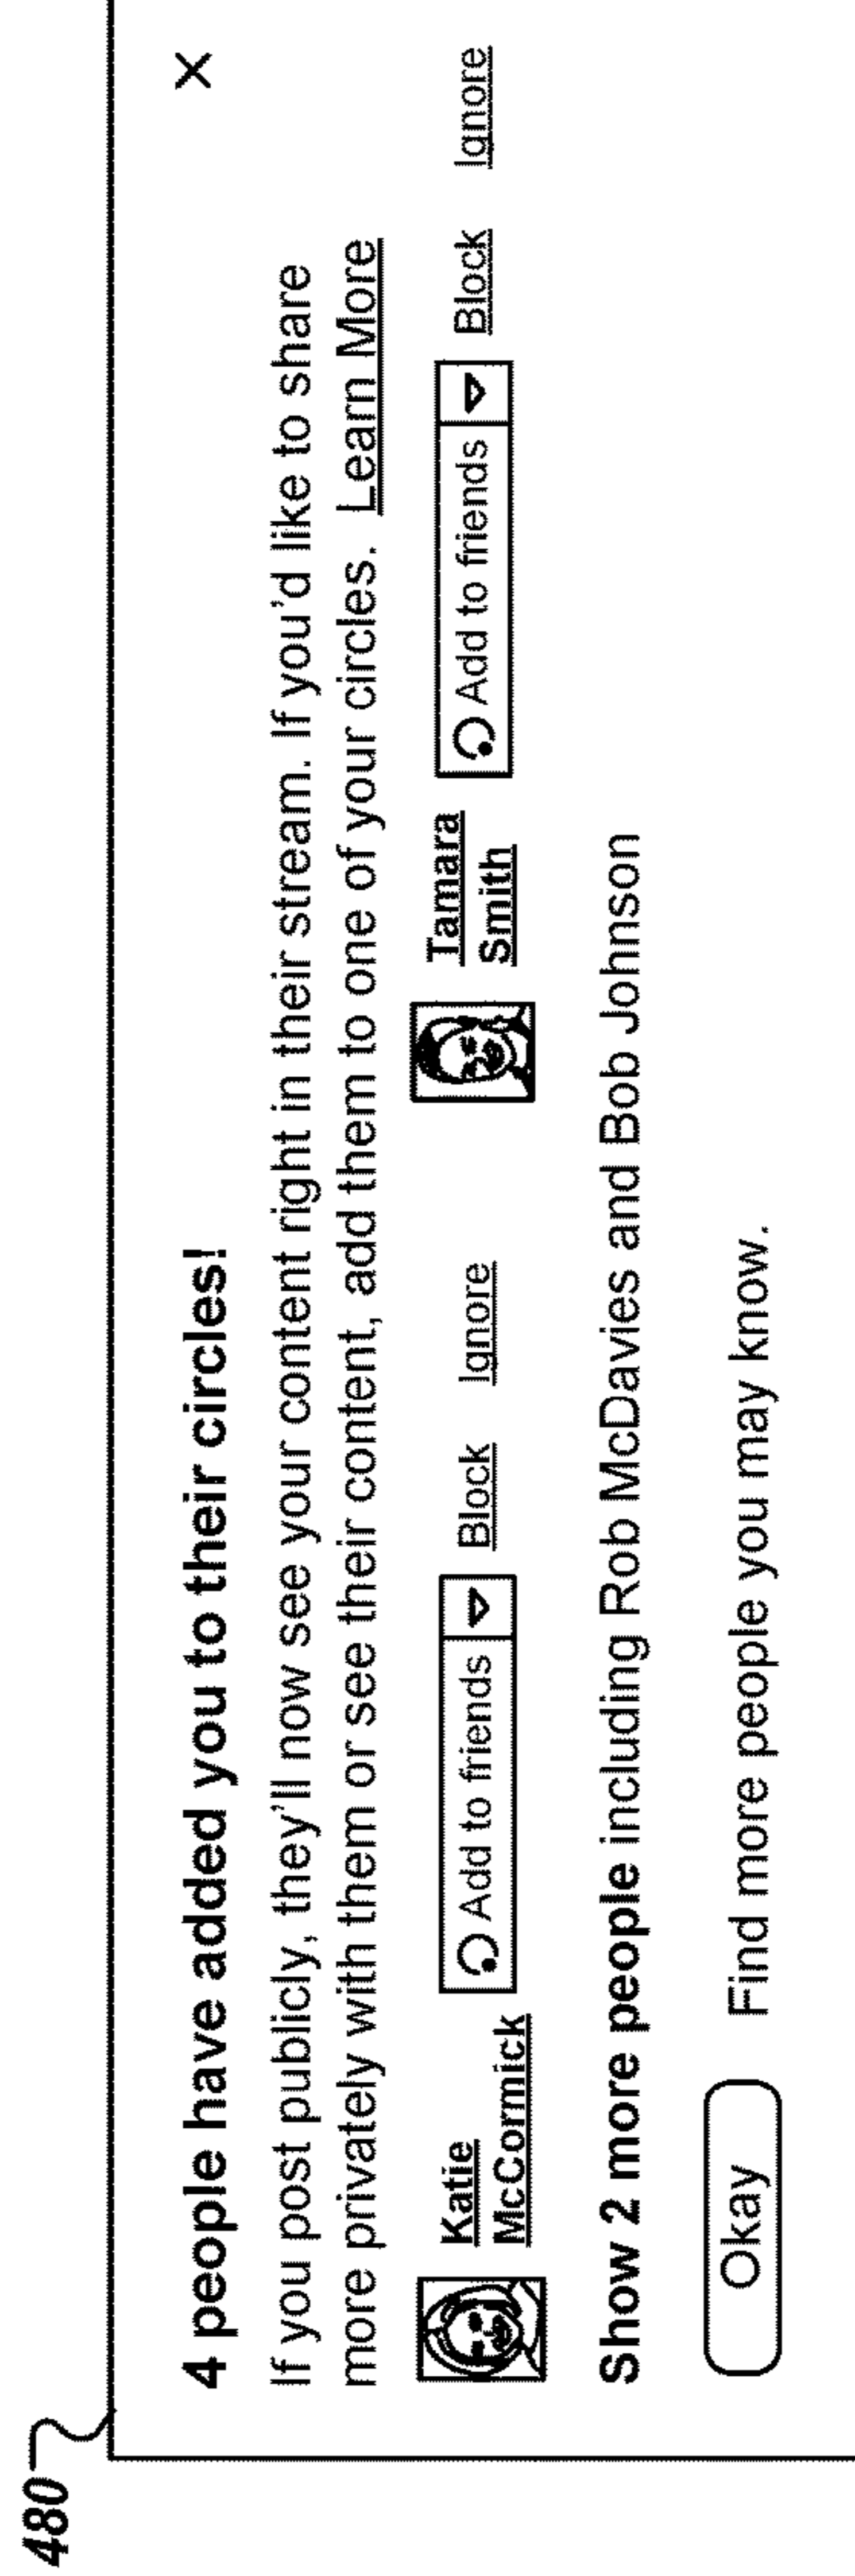 480
X
4 people have added you to their circles!
If you post publicly, they'll now see your content right in their stream. If you'd like to share
more privately with them or see their content, add them to one of your circles. Learn More
Katie
McCormick
Add to friends
Block
Ignore
Tamara
Smith
Add to friends
Block
Ignore
Show 2 more people including Rob McDavies and Bob Johnson
Okay
Find more people you may know.